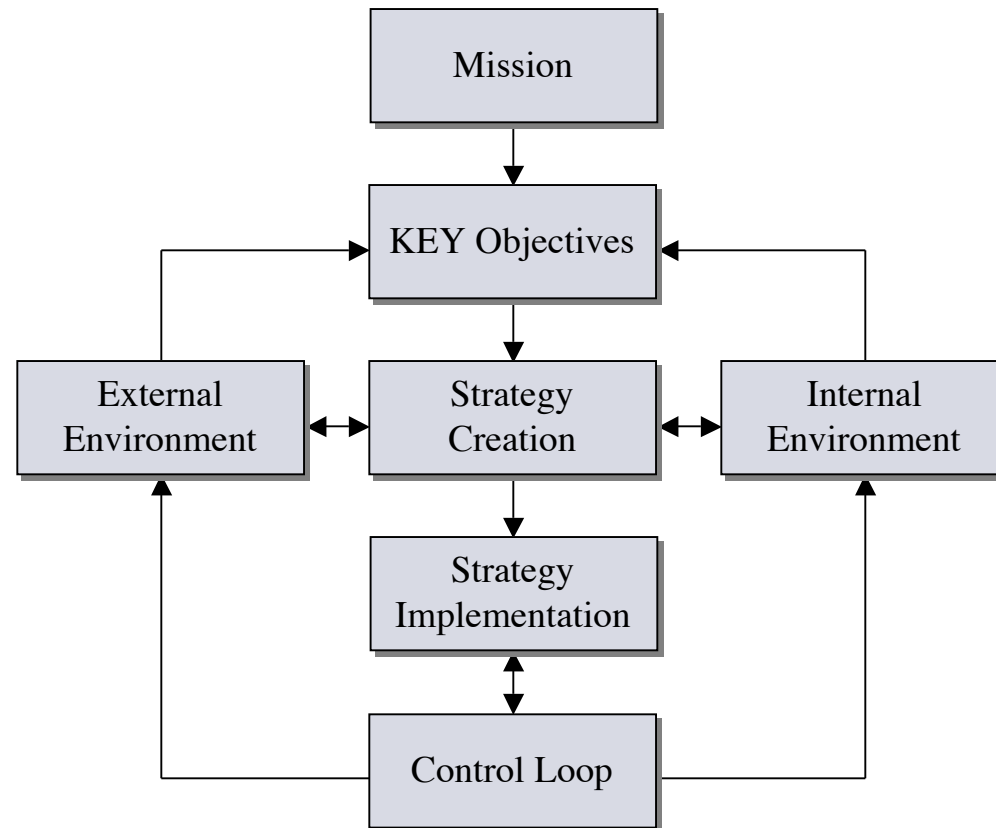 Mission
KEY Objectives
External
Environment
Strategy
Creation
Internal
Environment
Strategy
Implementation
Control Loop